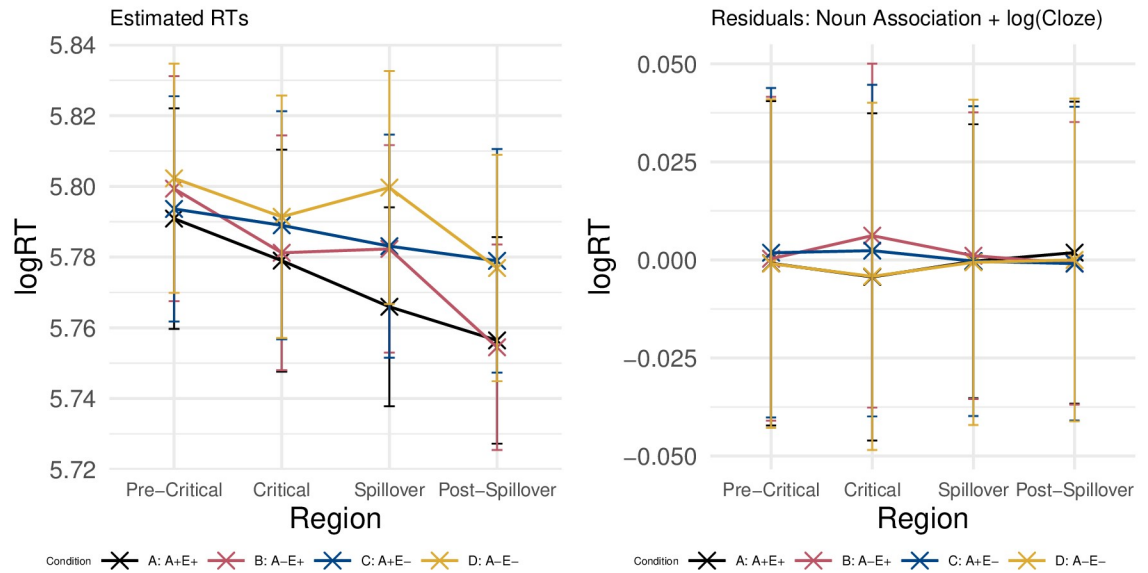 Estimated RTs
5.84
5.82
5.80
5.78
5.76
5.74
5.72
logRT
Pre−Critical Critical Spillover Post−Spillover
Region
Condition A: A+E+ B: A−E+ C: A+E− D: A−E−
Residuals: Noun Association + log(Cloze)
0.050
0.025
0.000
−0.025
−0.050
logRT
Pre−Critical Critical Spillover Post−Spillover
Region
Condition A: A+E+ B: A−E+ C: A+E− D: A−E−